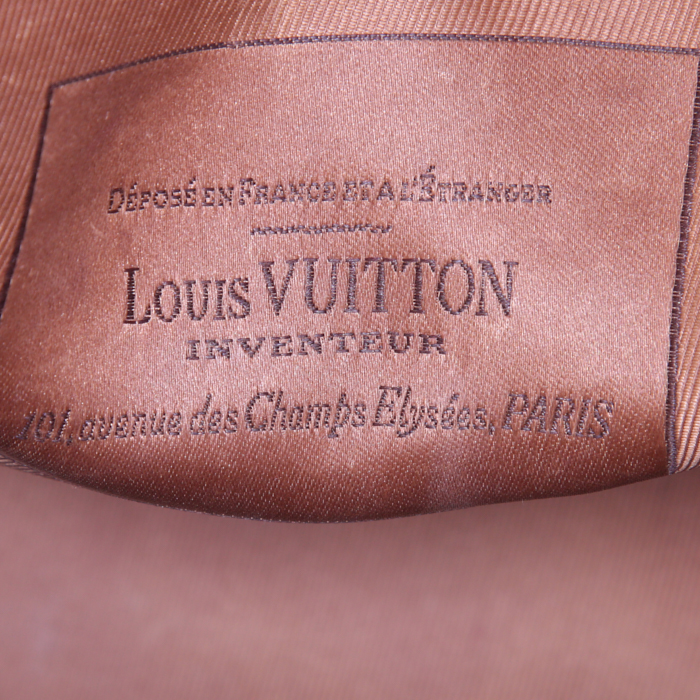 DÉPOSÉ EN FRANCE ET A L'ÉTRANGER
LOUIS VUITTON
INVENTEUR
101, avenue des Champs Elysées, PARIS